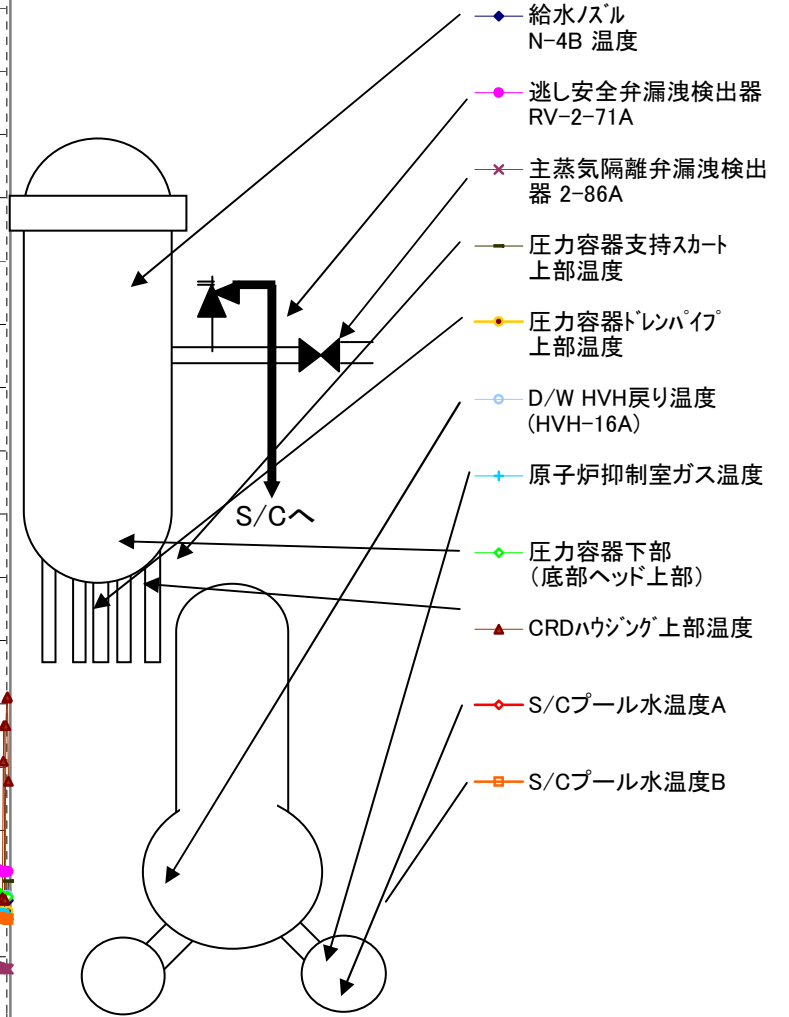 給水ノズル
N-4B 温度
逃し安全弁漏洩検出器
RV-2-71A
主蒸気隔離弁漏洩検出
器 2-86A
圧力容器支持スカート
上部温度
圧力容器ドレンパイプ
上部温度
D/W HVH戻り温度
(HVH-16A)
原子炉抑制室ガス温度
S/Cへ
圧力容器下部
(底部ヘッド上部)
CRDハウジング上部温度
S/Cプール水温度A
S/Cプール水温度B